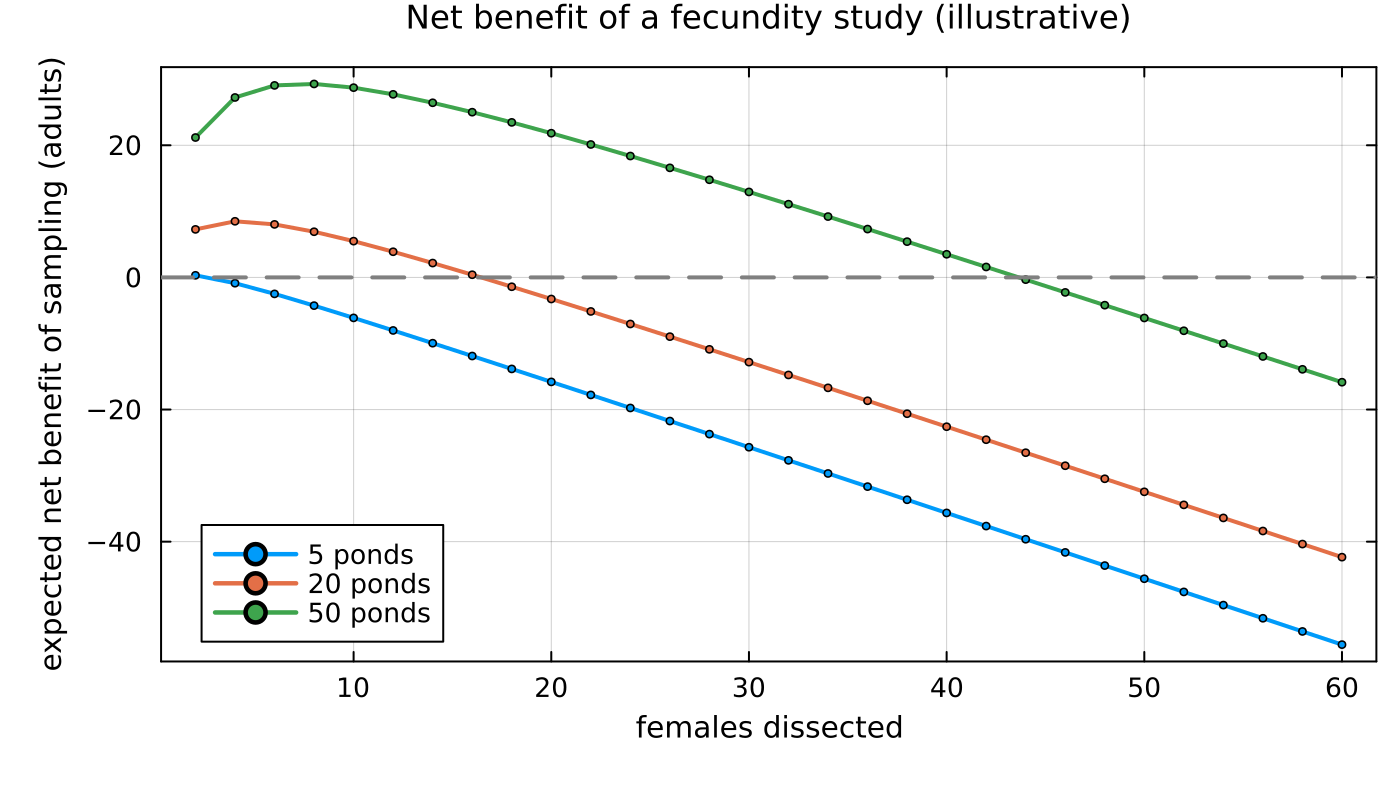 Net benefit of a fecundity study (illustrative)
expected net benefit of sampling (adults)
20
0
−20
−40
5 ponds
20 ponds
50 ponds
10 20 30 40 50 60
females dissected